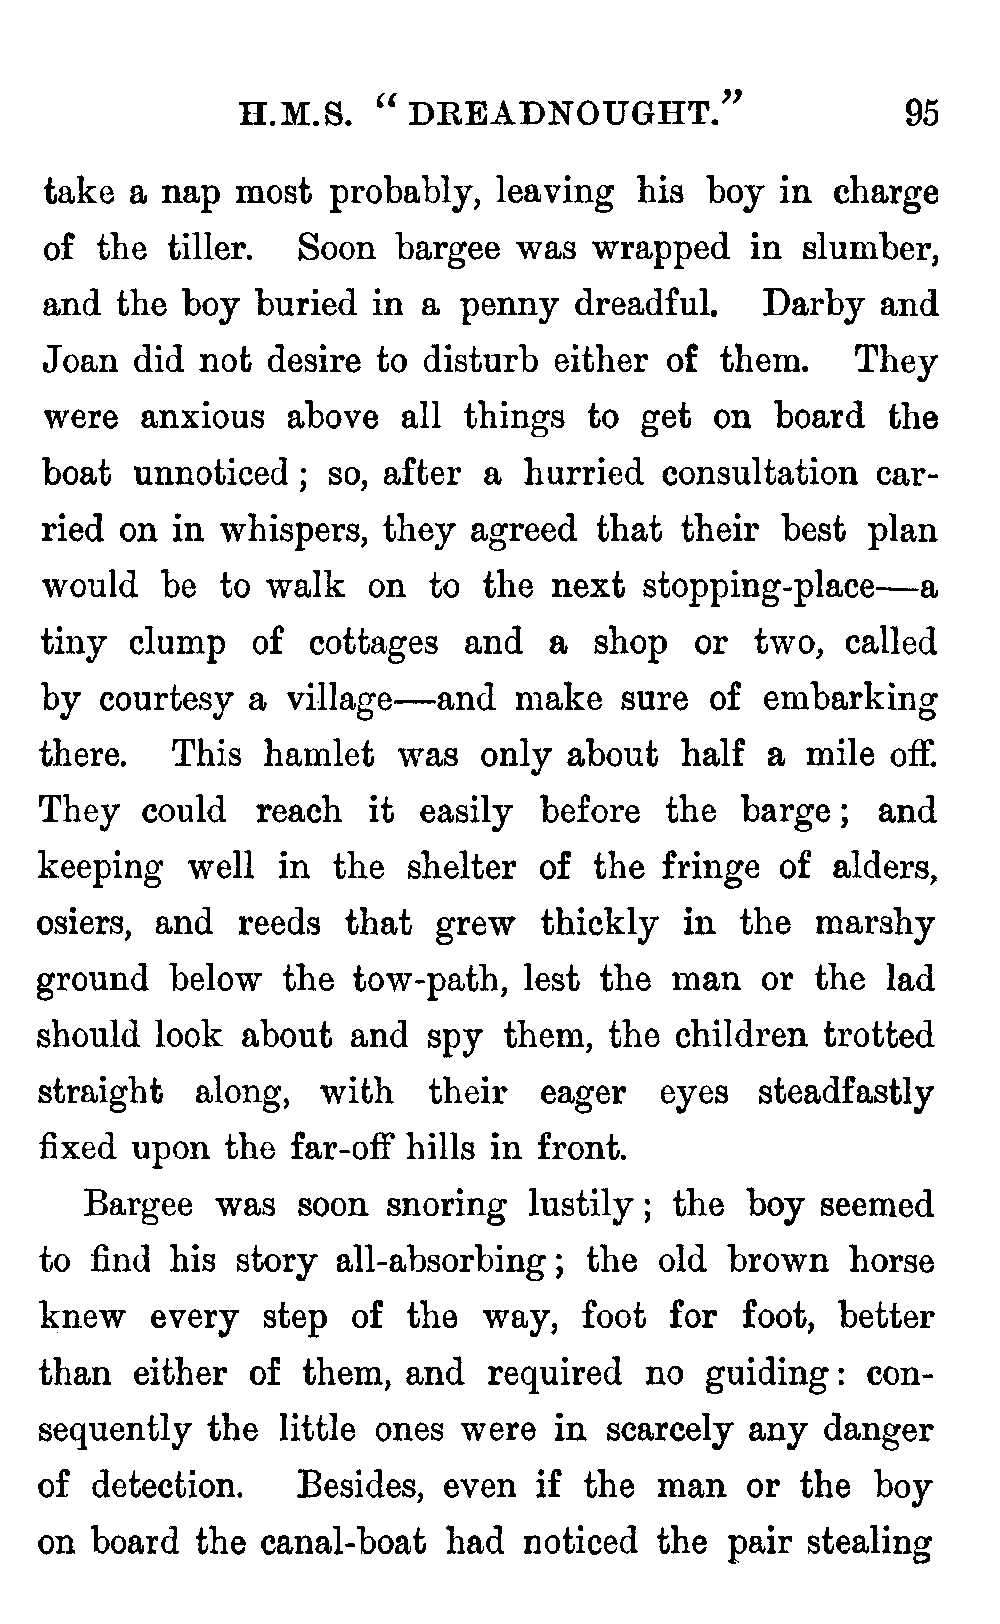 H.M.S. "DREADNOUGHT." 95
take a nap most probably, leaving his boy in charge
of the tiller. Soon bargee was wrapped in slumber,
and the boy buried in a penny dreadful. Darby and
Joan did not desire to disturb either of them. They
were anxious above all things to get on board the
boat unnoticed; so, after a hurried consultation car-
ried on in whispers, they agreed that their best plan
would be to walk on to the next stopping-place—a
tiny clump of cottages and a shop or two, called
by courtesy a village—and make sure of embarking
there. This hamlet was only about half a mile off.
They could reach it easily before the barge; and
keeping well in the shelter of the fringe of alders,
osiers, and reeds that grew thickly in the marshy
ground below the tow-path, lest the man or the lad
should look about and spy them, the children trotted
straight along, with their eager eyes steadfastly
fixed upon the far-off hills in front.
Bargee was soon snoring lustily; the boy seemed
to find his story all-absorbing; the old brown horse
knew every step of the way, foot for foot, better
than either of them, and required no guiding: con-
sequently the little ones were in scarcely any danger
of detection. Besides, even if the man or the boy
on board the canal-boat had noticed the pair stealing